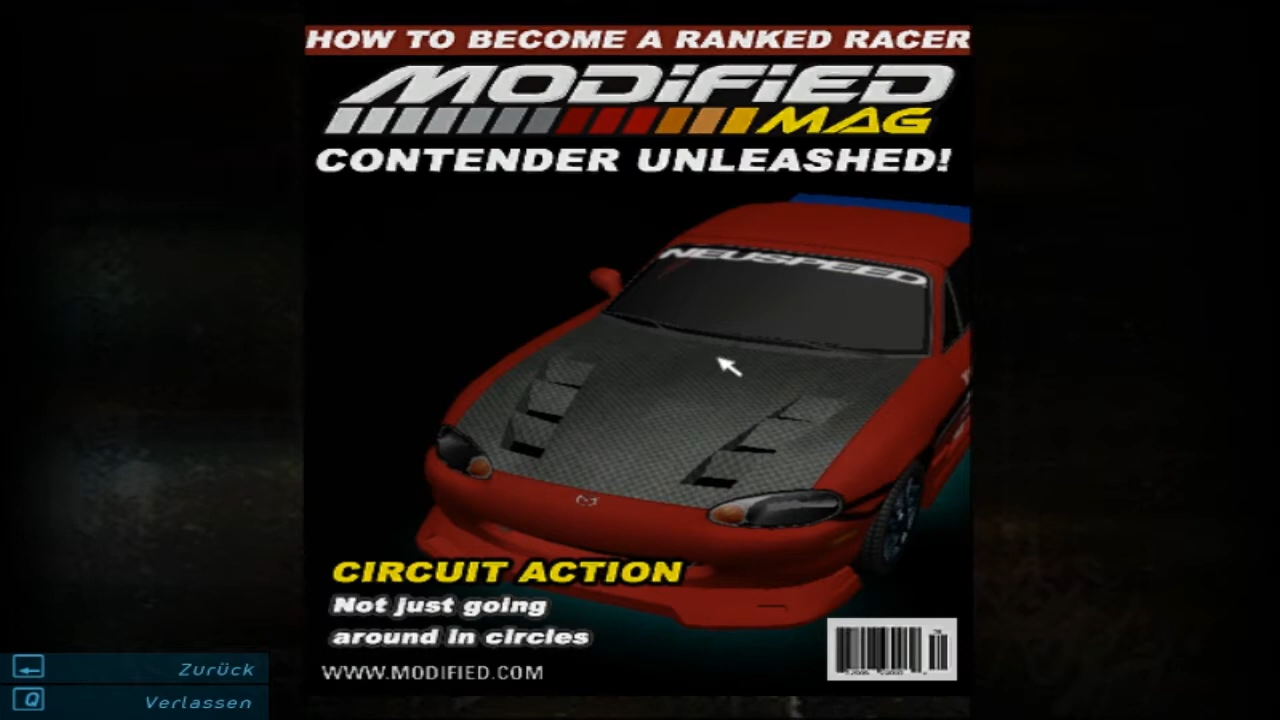 HOW TO BECOME A RANKED RACER
MODiFiED
MAG
CONTENDER UNLEASHED!
NEUSPEED
CIRCUIT ACTION
Not just going
around in circles
WWW.MODIFIED.COM
Zurück
Q Verlassen